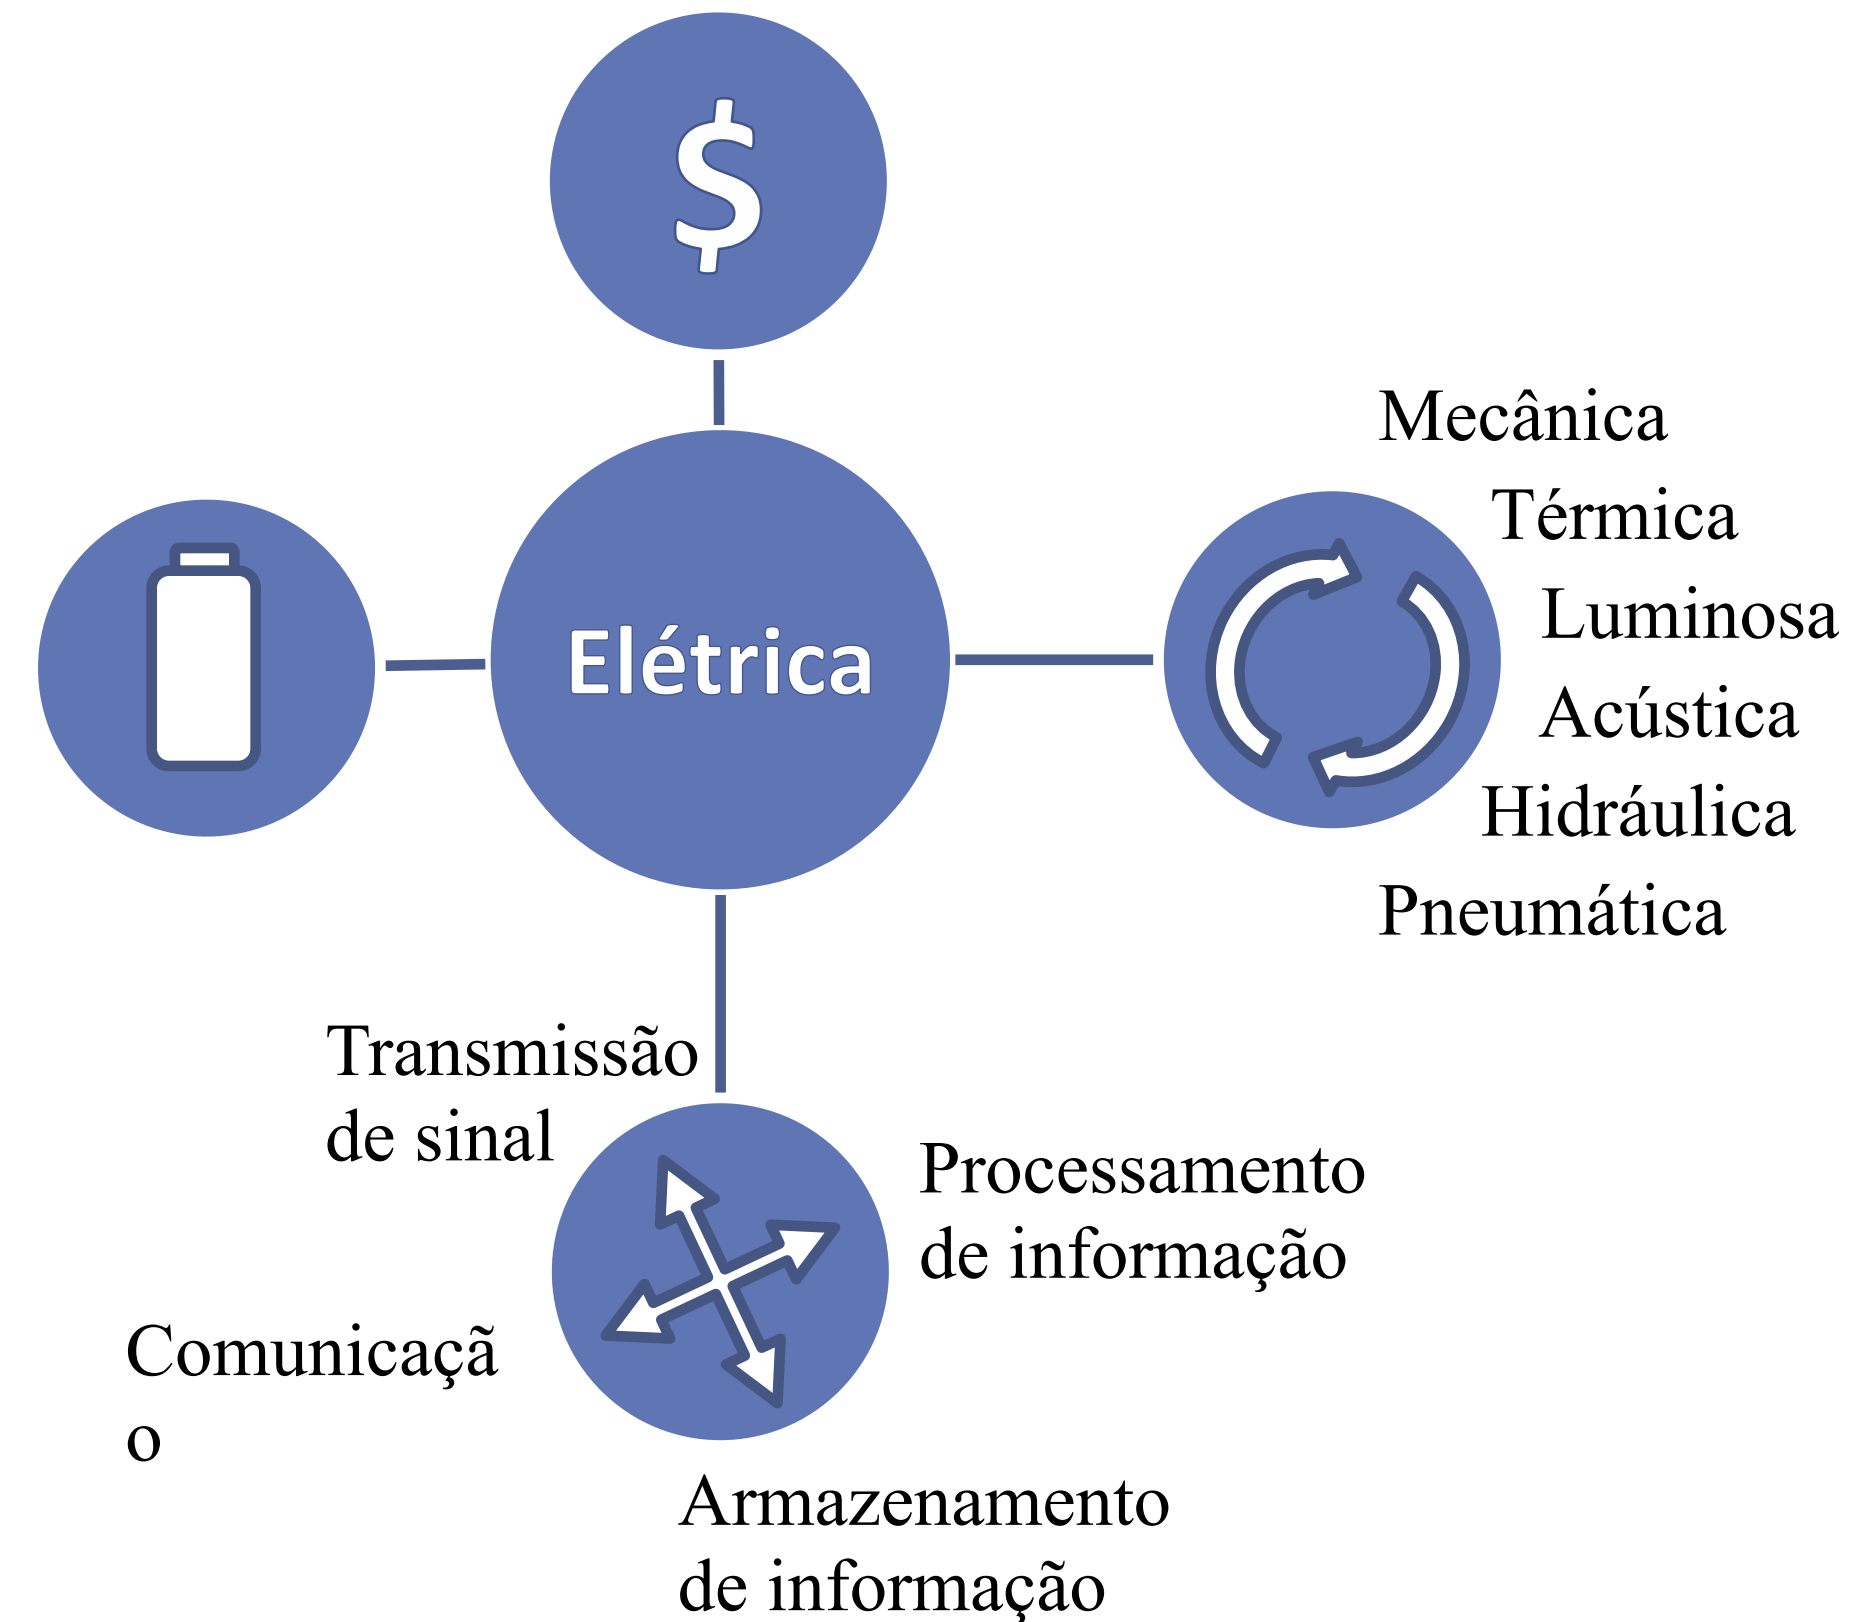 $
Elétrica
Mecânica
Térmica
Luminosa
Acústica
Hidráulica
Pneumática
Transmissão
de sinal
Processamento
de informação
Comunicaçã
o
Armazenamento
de informação